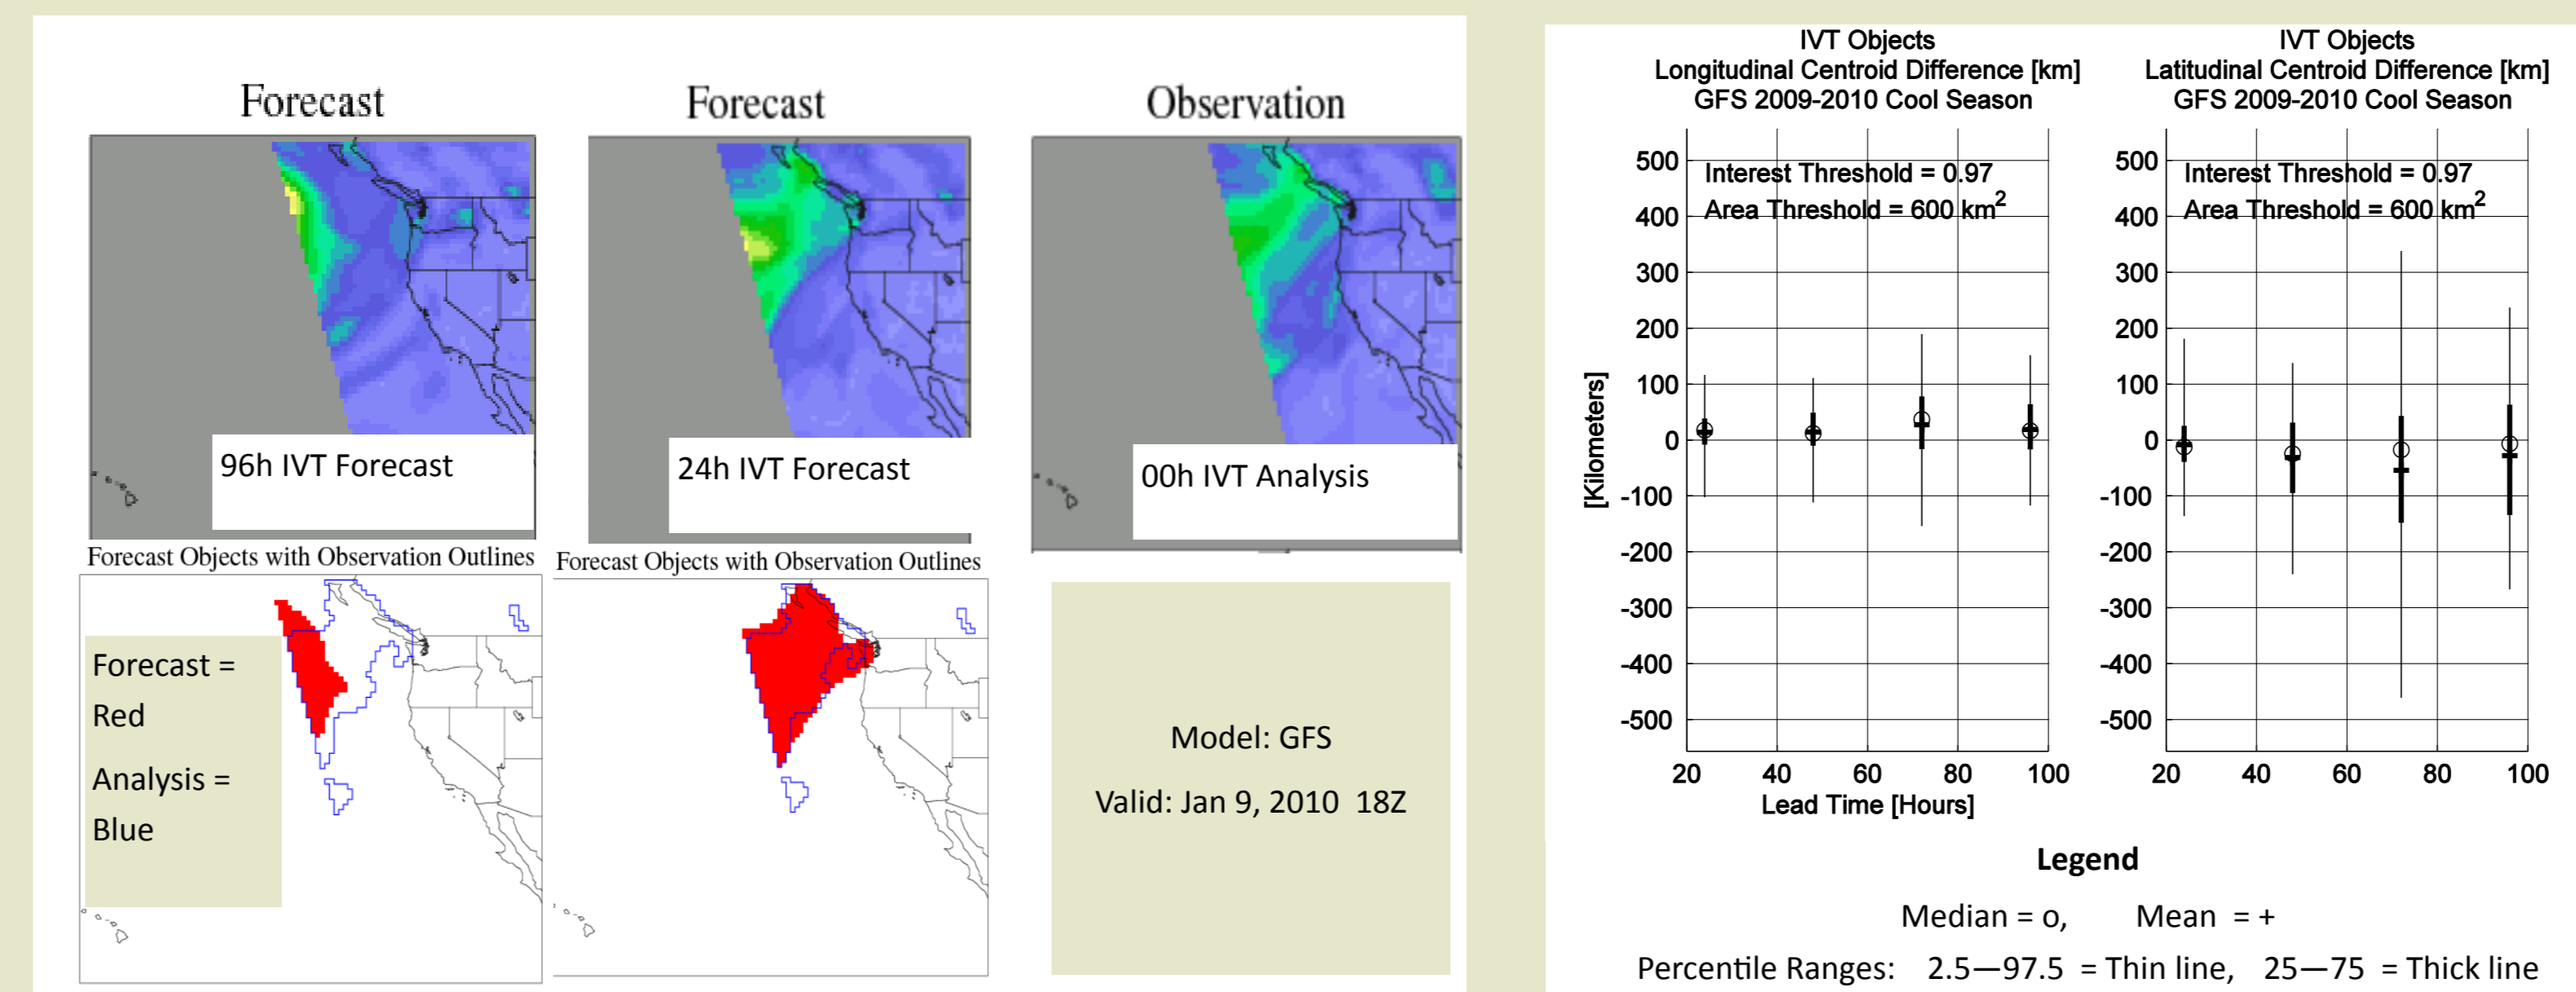 Forecast
Forecast
Observation
96h IVT Forecast
24h IVT Forecast
00h IVT Analysis
Forecast Objects with Observation Outlines
Forecast Objects with Observation Outlines
Forecast =
Red
Analysis =
Blue
Model: GFS
Valid: Jan 9, 2010 18Z
IVT Objects
Longitudinal Centroid Difference [km]
GFS 2009-2010 Cool Season
Interest Threshold = 0.97
Area Threshold = 600 km²
[Kilometers]
500
400
300
200
100
0
-100
-200
-300
-400
-500
20 40 60 80 100
Lead Time [Hours]
IVT Objects
Latitudinal Centroid Difference [km]
GFS 2009-2010 Cool Season
Interest Threshold = 0.97
Area Threshold = 600 km²
500
400
300
200
100
0
-100
-200
-300
-400
-500
20 40 60 80 100
Legend
Median = o, Mean = +
Percentile Ranges: 2.5—97.5 = Thin line, 25—75 = Thick line